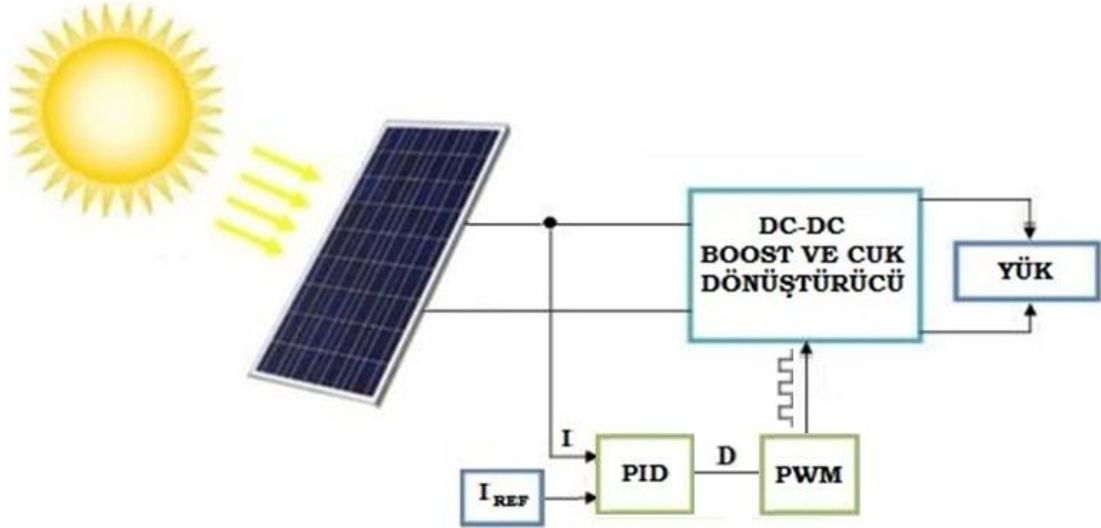 DC-DC
BOOST VE CUK
DÖNÜŞTÜRÜCÜ
YÜK
I
PID
D
PWM
I REF